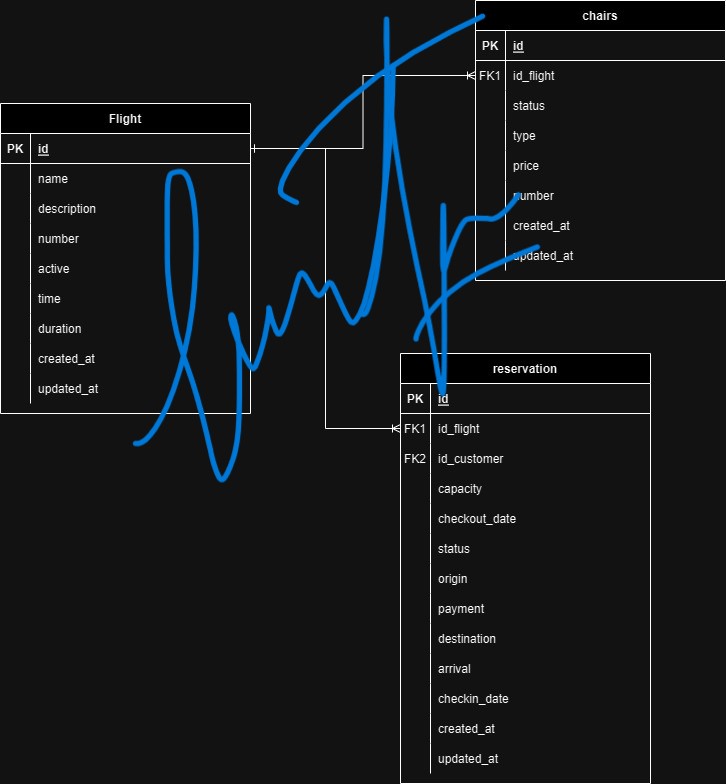 chairs
PK id
FK1 id_flight
status
type
price
number
created_at
updated_at
Flight
PK id
name
description
number
active
time
duration
created_at
updated_at
reservation
PK id
FK1 id_flight
FK2 id_customer
capacity
checkout_date
status
origin
payment
destination
arrival
checkin_date
created_at
updated_at